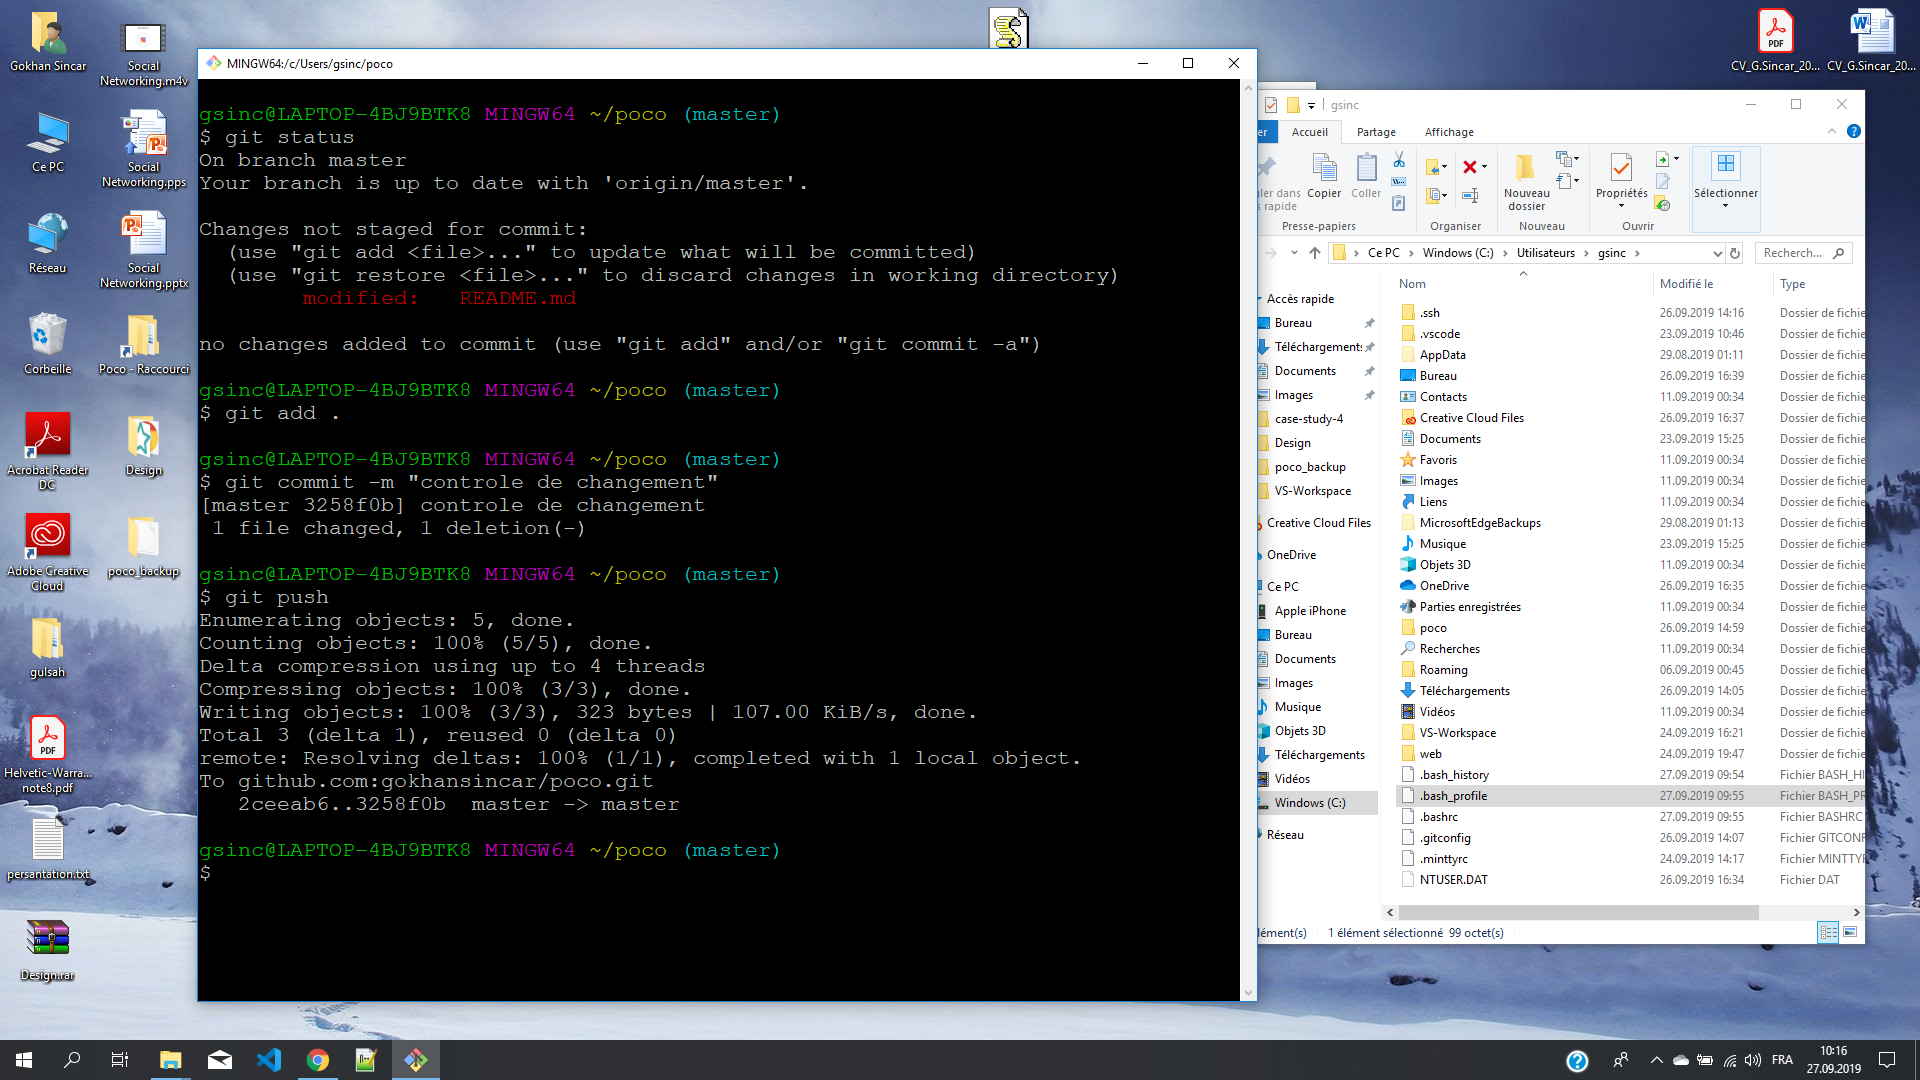 Gokhan Sincar
Social
Networking.m4v
Ce PC
Social
Networking.pps
Réseau
Social
Networking.pptx
Corbeille
Poco - Raccourci
Acrobat Reader
DC
Design
Adobe Creative
Cloud
poco_backup
gulsah
PDF
Helvetic-Warra...
note8.pdf
persantation.txt
Design.rar
MINGW64:/c/Users/gsinc/poco
gsinc@LAPTOP-4BJ9BTK8 MINGW64 ~/poco (master)
$ git status
On branch master
Your branch is up to date with 'origin/master'.
Changes not staged for commit:
(use "git add <file>..." to update what will be committed)
(use "git restore <file>..." to discard changes in working directory)
modified:   README.md
no changes added to commit (use "git add" and/or "git commit -a")
gsinc@LAPTOP-4BJ9BTK8 MINGW64 ~/poco (master)
$ git add .
gsinc@LAPTOP-4BJ9BTK8 MINGW64 ~/poco (master)
$ git commit -m "controle de changement"
[master 3258f0b] controle de changement
1 file changed, 1 deletion(-)
gsinc@LAPTOP-4BJ9BTK8 MINGW64 ~/poco (master)
$ git push
Enumerating objects: 5, done.
Counting objects: 100% (5/5), done.
Delta compression using up to 4 threads
Compressing objects: 100% (3/3), done.
Writing objects: 100% (3/3), 323 bytes | 107.00 KiB/s, done.
Total 3 (delta 1), reused 0 (delta 0)
remote: Resolving deltas: 100% (1/1), completed with 1 local object.
To github.com:gokhansincar/poco.git
2ceeab6..3258f0b  master -> master
gsinc@LAPTOP-4BJ9BTK8 MINGW64 ~/poco (master)
$
PDF
CV_G.Sincar_20...
CV_G.Sincar_20...
gsinc
er Accueil Partage Affichage
gler dans
s rapide
Copier
Coller
Nouveau
dossier
Propriétés
Sélectionner
Presse-papiers Organiser Nouveau Ouvrir
Ce PC > Windows (C:) > Utilisateurs > gsinc >
Recherch...
Accès rapide
Bureau
Téléchargements
Documents
Images
case-study-4
Design
poco_backup
VS-Workspace
Creative Cloud Files
OneDrive
Ce PC
Apple iPhone
Bureau
Documents
Images
Musique
Objets 3D
Téléchargements
Vidéos
Windows (C:)
Réseau
Nom Modifié le Type
.ssh 26.09.2019 14:16 Dossier de fichie
.vscode 23.09.2019 10:46 Dossier de fichie
AppData 29.08.2019 01:11 Dossier de fichie
Bureau 26.09.2019 16:39 Dossier de fichie
Contacts 11.09.2019 00:34 Dossier de fichie
Creative Cloud Files 26.09.2019 16:37 Dossier de fichie
Documents 23.09.2019 15:25 Dossier de fichie
Favoris 11.09.2019 00:34 Dossier de fichie
Images 11.09.2019 00:34 Dossier de fichie
Liens 11.09.2019 00:34 Dossier de fichie
MicrosoftEdgeBackups 29.08.2019 01:13 Dossier de fichie
Musique 23.09.2019 15:25 Dossier de fichie
Objets 3D 11.09.2019 00:34 Dossier de fichie
OneDrive 26.09.2019 16:35 Dossier de fichie
Parties enregistrées 11.09.2019 00:34 Dossier de fichie
poco 26.09.2019 14:59 Dossier de fichie
Recherches 11.09.2019 00:34 Dossier de fichie
Roaming 06.09.2019 00:45 Dossier de fichie
Téléchargements 26.09.2019 14:05 Dossier de fichie
Vidéos 11.09.2019 00:34 Dossier de fichie
VS-Workspace 24.09.2019 16:21 Dossier de fichie
web 24.09.2019 19:47 Dossier de fichie
.bash_history 27.09.2019 09:54 Fichier BASH_HI
.bash_profile 27.09.2019 09:55 Fichier BASH_PR
.bashrc 27.09.2019 09:55 Fichier BASHRC
.gitconfig 26.09.2019 14:07 Fichier GITCONF
.minttyrc 24.09.2019 14:17 Fichier MINTTYR
NTUSER.DAT 26.09.2019 16:34 Fichier DAT
lément(s) 1 élément sélectionné 99 octet(s)
FRA
10:16
27.09.2019